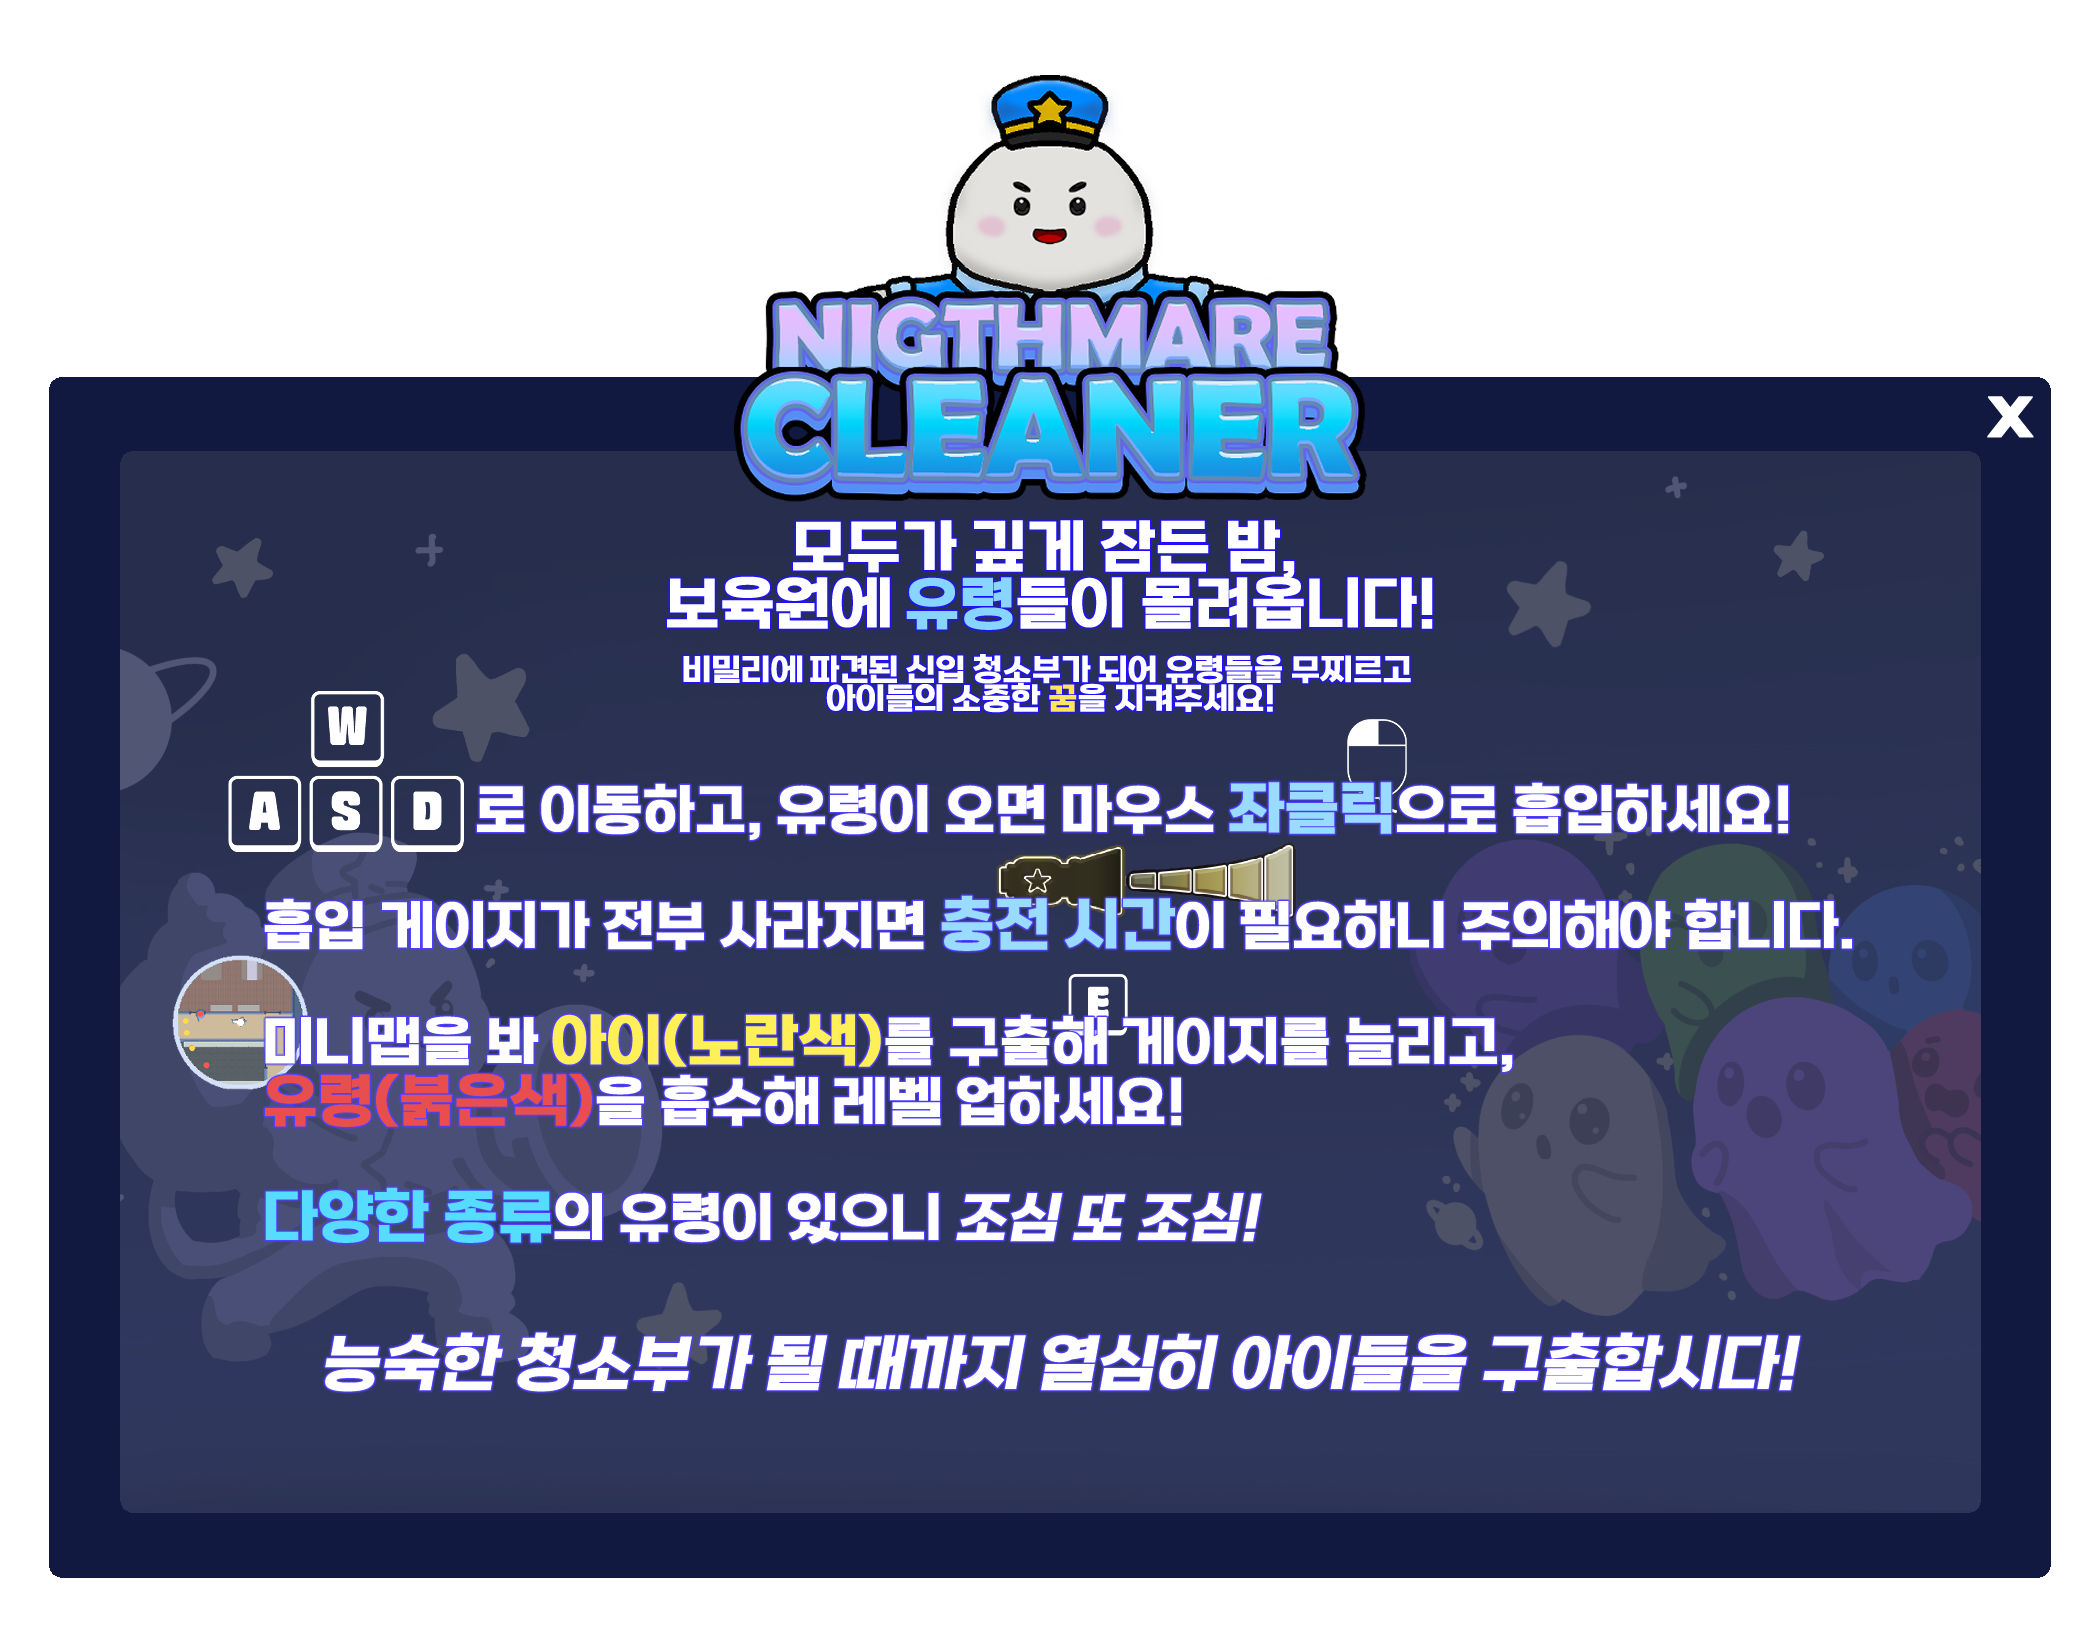 NIGTHMARE
CLEANER
X
모두가 깊게 잠든 밤,
보육원에 유령들이 몰려옵니다!
비밀리에 파견된 신입 청소부가 되어 유령들을 무찌르고
아이들의 소중한 꿈을 지켜주세요!
W
A S D 로 이동하고, 유령이 오면 마우스 좌클릭으로 흡입하세요!
흡입 게이지가 전부 사라지면 충전 시간이 필요하니 주의해야 합니다.
E
미니맵을 봐 아이(노란색)를 구출해 게이지를 늘리고,
유령(붉은색)을 흡수해 레벨 업하세요!
다양한 종류의 유령이 있으니 조심 또 조심!
능숙한 청소부가 될 때까지 열심히 아이들을 구출합시다!